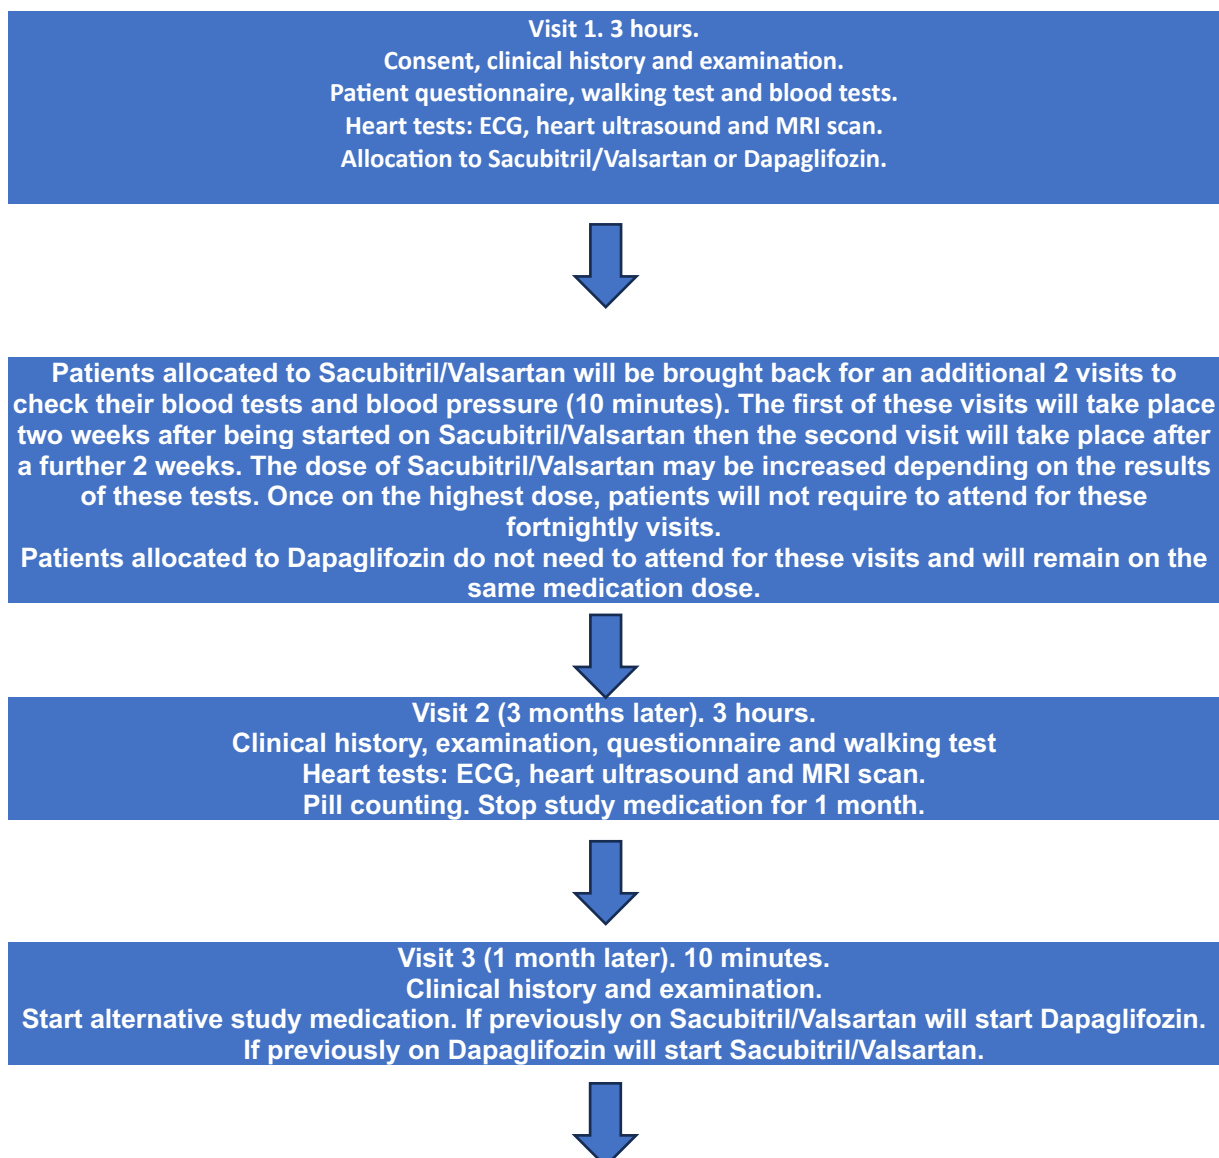 Visit 1. 3 hours.
Consent, clinical history and examination.
Patient questionnaire, walking test and blood tests.
Heart tests: ECG, heart ultrasound and MRI scan.
Allocation to Sacubitril/Valsartan or Dapaglifozin.
Patients allocated to Sacubitril/Valsartan will be brought back for an additional 2 visits to
check their blood tests and blood pressure (10 minutes). The first of these visits will take place
two weeks after being started on Sacubitril/Valsartan then the second visit will take place after
a further 2 weeks. The dose of Sacubitril/Valsartan may be increased depending on the results
of these tests. Once on the highest dose, patients will not require to attend for these
fortnightly visits.
Patients allocated to Dapaglifozin do not need to attend for these visits and will remain on the
same medication dose.
Visit 2 (3 months later). 3 hours.
Clinical history, examination, questionnaire and walking test
Heart tests: ECG, heart ultrasound and MRI scan.
Pill counting. Stop study medication for 1 month.
Visit 3 (1 month later). 10 minutes.
Clinical history and examination.
Start alternative study medication. If previously on Sacubitril/Valsartan will start Dapaglifozin.
If previously on Dapaglifozin will start Sacubitril/Valsartan.